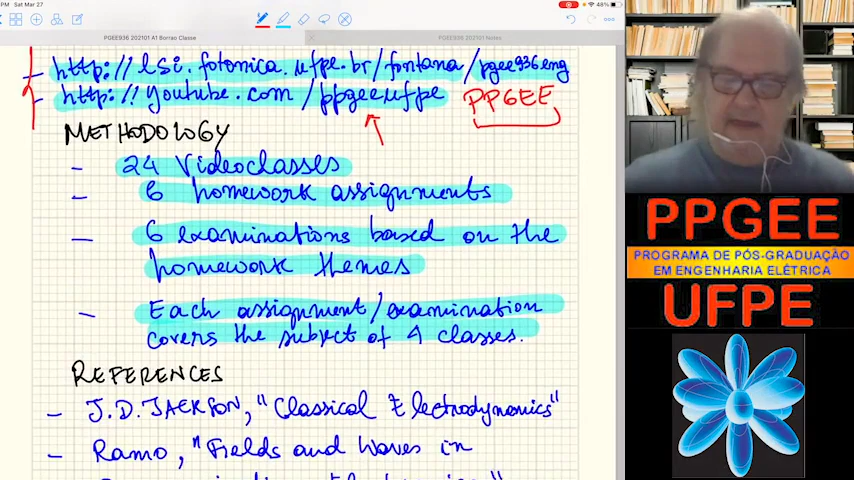 PM Sat Mar 27
48%
PGEE936 202101 A1 Borrao Classe
PGEE936 202101 Notes
- http://lsi.fotonica.ufpe.br/fontana/pgee936eng
- http://youtube.com/ppgeeufpe PPGEE
METHODOLOGY
- 24 Videoclasses
- 6 homework assignments
- 6 examinations based on the
homework themes
- Each assignment/examination
covers the subject of 4 classes.
REFERENCES
- J.D. JACKSON, "Classical Electrodynamics"
- Ramo, "Fields and Waves in
PPGEE
PROGRAMA DE PÓS-GRADUAÇÃO
EM ENGENHARIA ELÉTRICA
UFPE